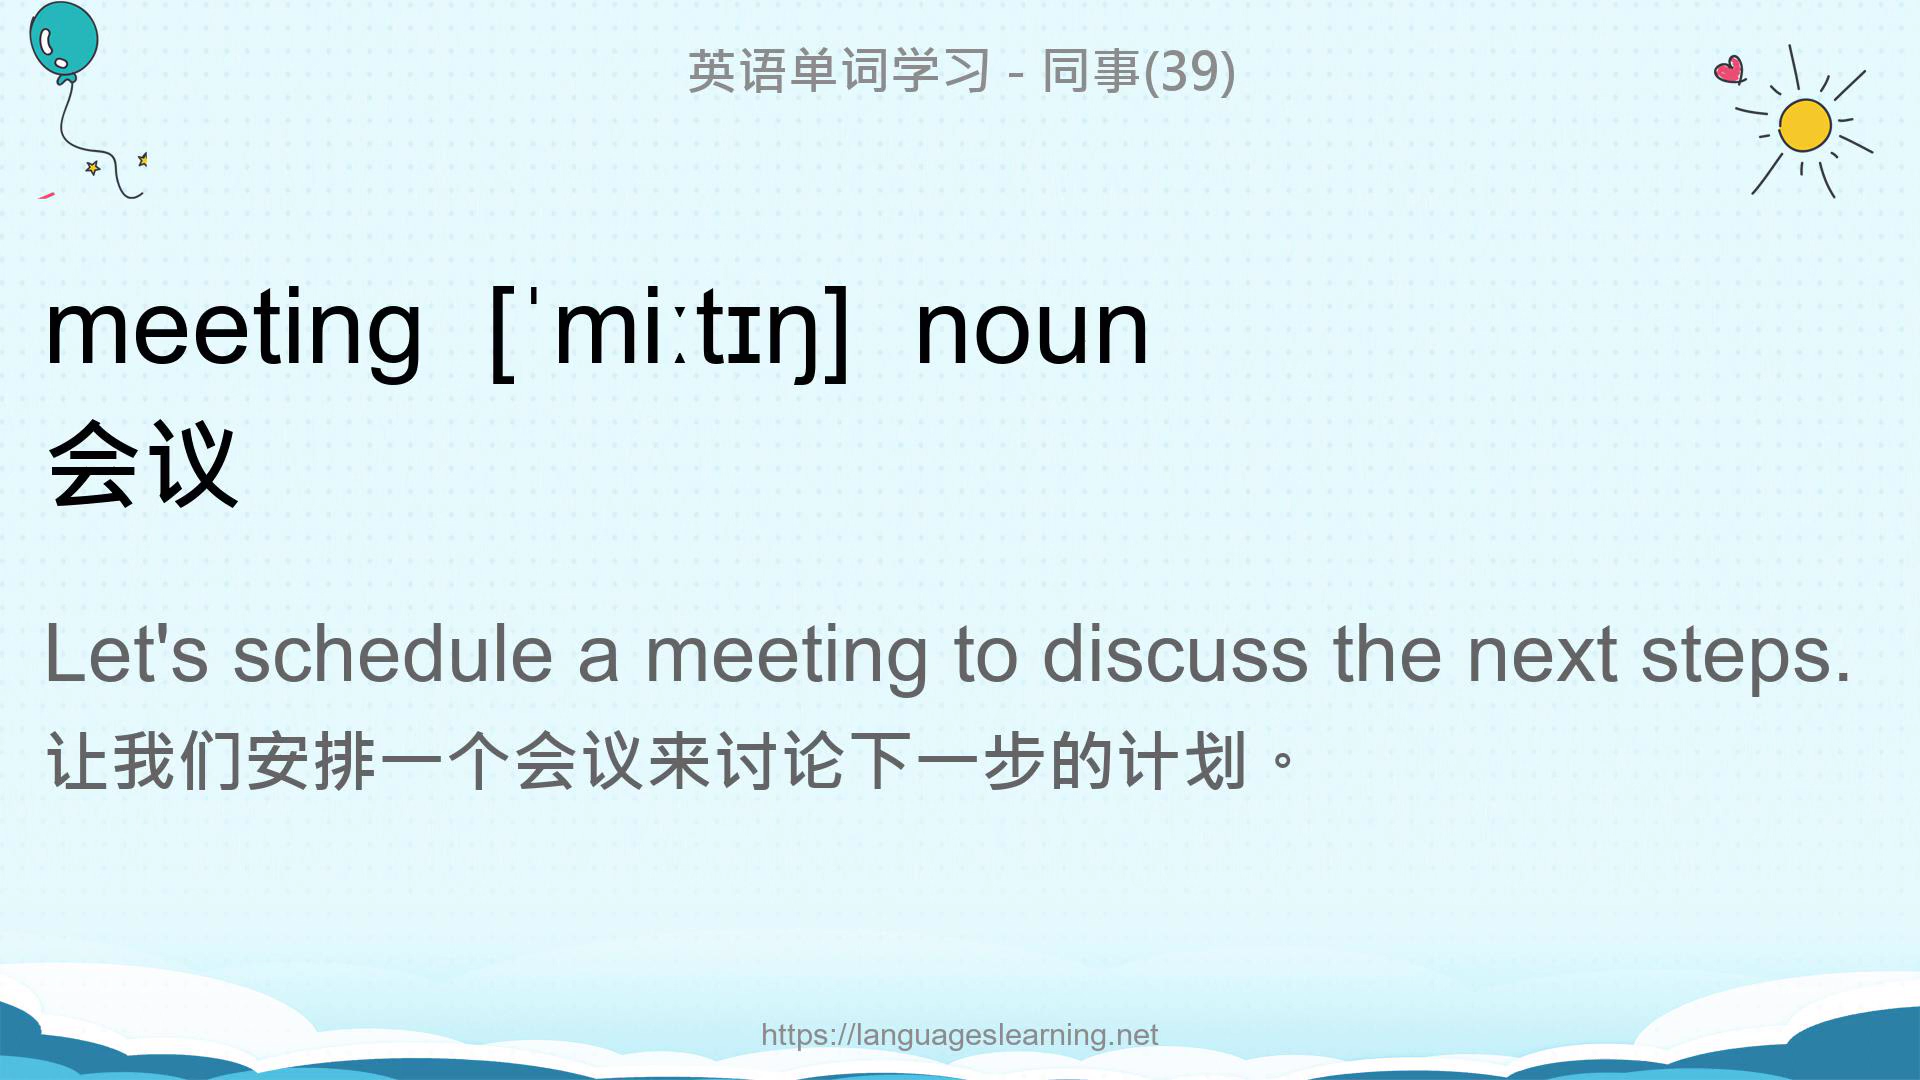 英语单词学习 - 同事(39)
meeting [ˈmiːtɪŋ] noun
会议
Let's schedule a meeting to discuss the next steps.
让我们安排一个会议来讨论下一步的计划。
https://languageslearning.net